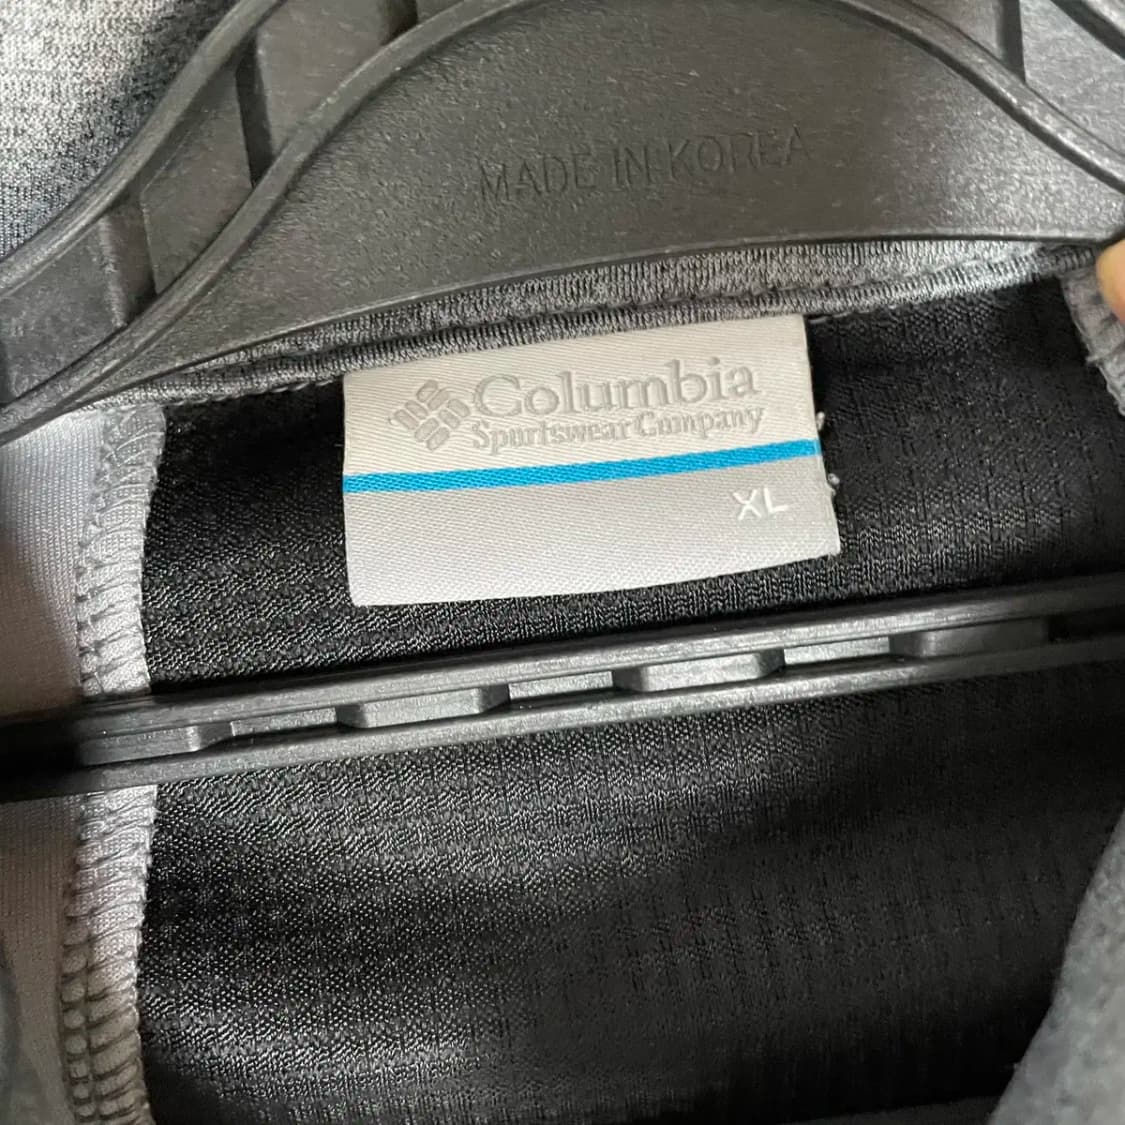 MADE IN KOREA
Columbia
Sportswear Company
XL